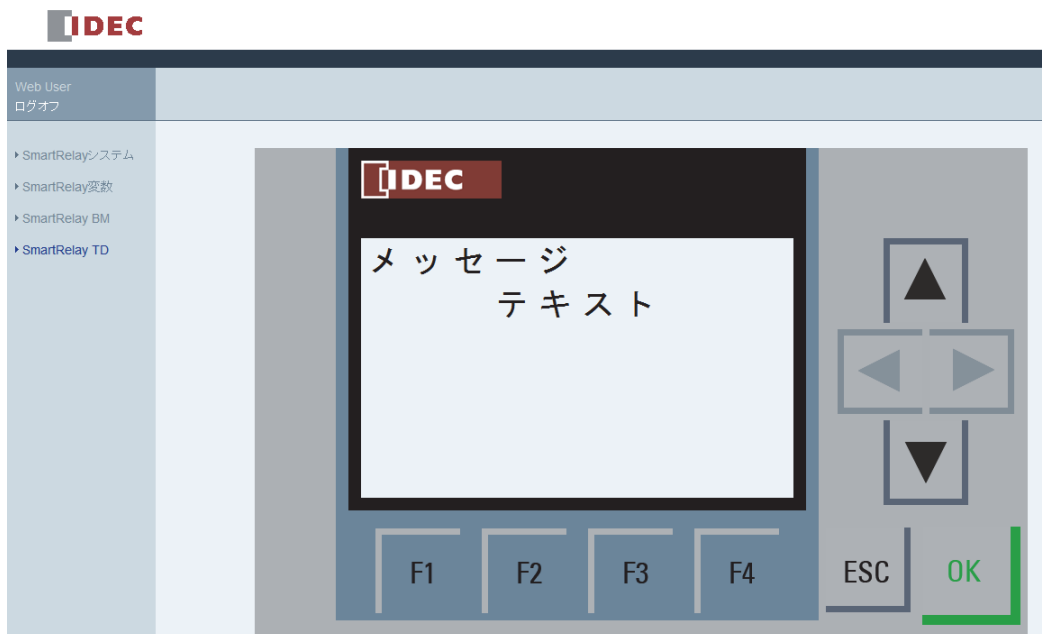 IDEC
Web User
ログオフ
SmartRelayシステム
SmartRelay変数
SmartRelay BM
SmartRelay TD
IDEC
メッセージ
テキスト
F1
F2
F3
F4
ESC
OK